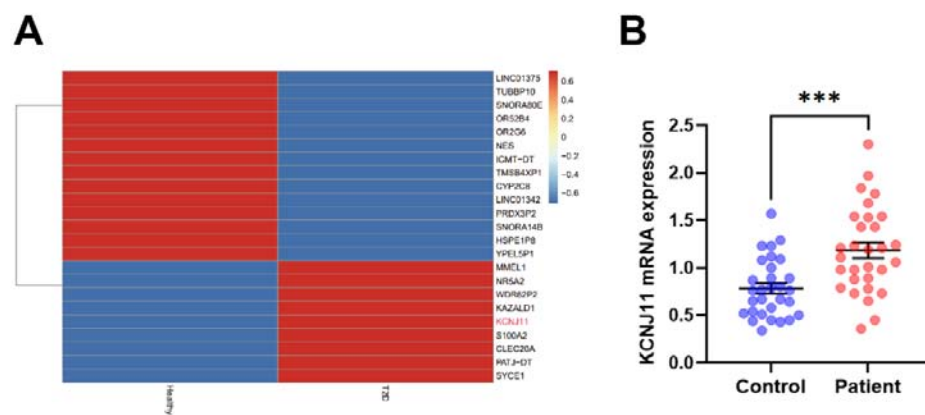 A
LINC01375
TUBBP10
SNORA80E
OR52B4
OR2G6
NES
ICMT-DT
TMSB4XP1
CYP2C8
LINC01342
PRDX3P2
SNORA14B
HSPE1P8
YPEL5P1
MMEL1
NR5A2
WDR82P2
KAZALD1
KCNJ11
S100A2
CLEC20A
PATJ-DT
SYCE1
0.6
0.4
0.2
0
-0.2
-0.4
-0.6
Healthy
T2D
B
***
KCNJ11 mRNA expression
2.5
2.0
1.5
1.0
0.5
0.0
Control
Patient